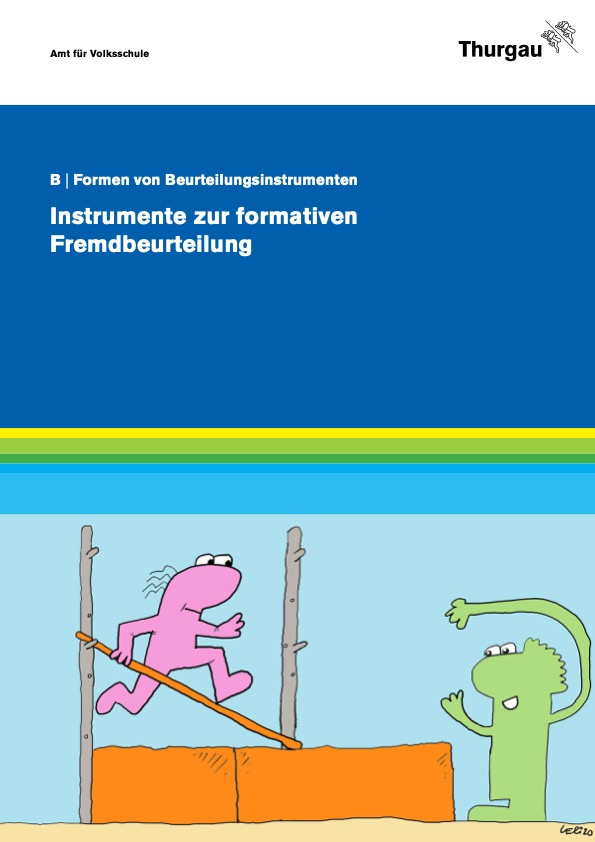 Amt für Volksschule
Thurgau
B | Formen von Beurteilungsinstrumenten
Instrumente zur formativen
Fremdbeurteilung